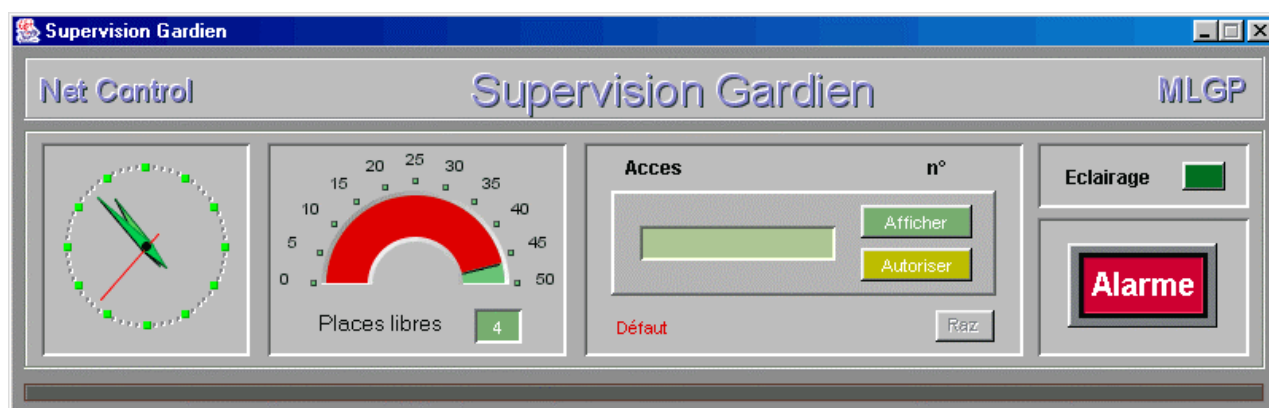 Supervision Gardien
Net Control Supervision Gardien MLGP
0 5 10 15 20 25 30 35 40 45 50
Places libres 4
Acces n°
Afficher
Autoriser
Défaut Raz
Eclairage
Alarme